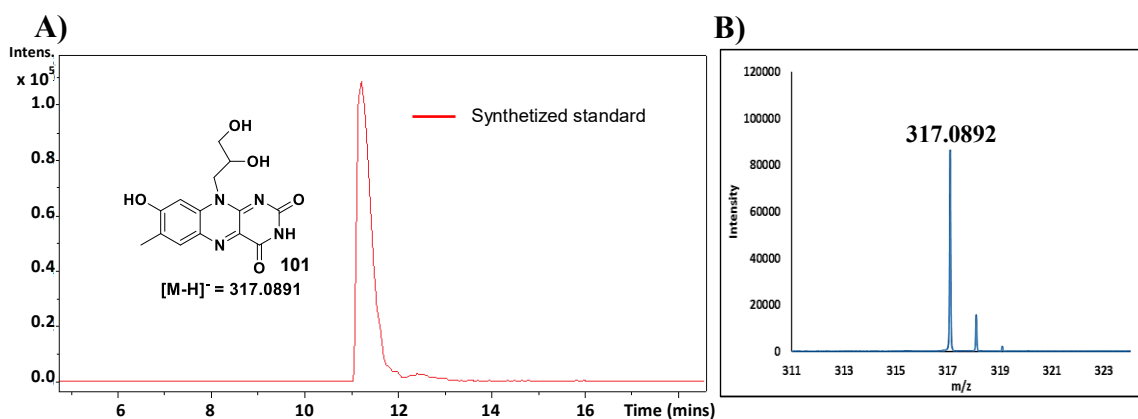 A)
Intens.
x 10^5
1.0
0.8
0.6
0.4
0.2
0.0
6
8
10
12
14
16
Time (mins)
Synthetized standard
OH
OH
HO
N
N
O
NH
N
O
101
[M-H]⁻ = 317.0891
B)
120000
100000
80000
60000
40000
20000
0
Intensity
317.0892
311
313
315
317
319
321
323
m/z